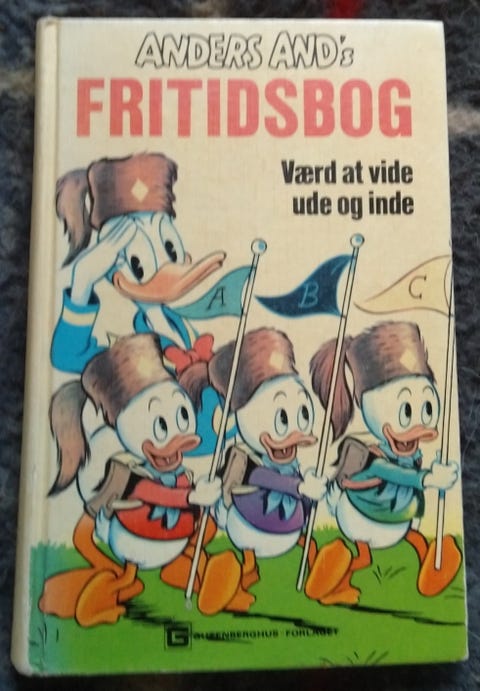 ANDERS AND's
FRITIDSBOG
Værd at vide
ude og inde
A
B
C
G
GUTENBERGHUS-FORLAGET